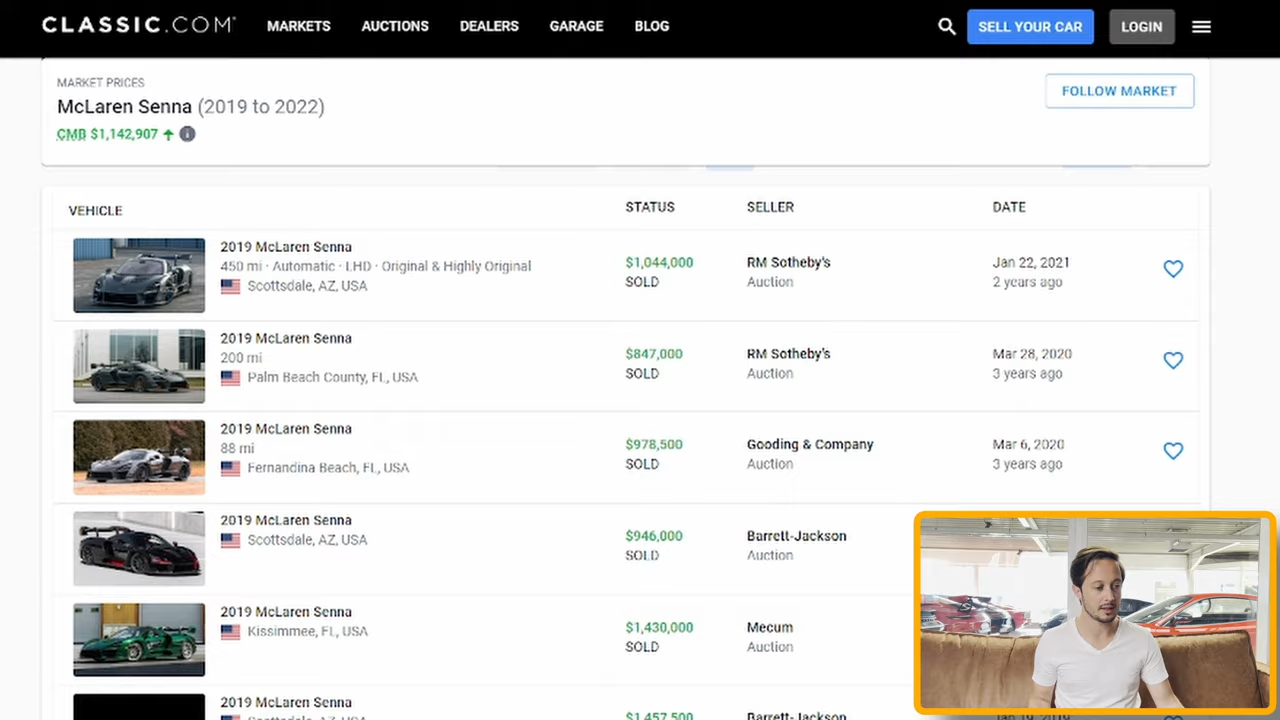 CLASSIC.COM MARKETS AUCTIONS DEALERS GARAGE BLOG SELL YOUR CAR LOGIN
MARKET PRICES
McLaren Senna (2019 to 2022)
FOLLOW MARKET
CMB $1,142,907
VEHICLE STATUS SELLER DATE
2019 McLaren Senna
450 mi · Automatic · LHD · Original & Highly Original
Scottsdale, AZ, USA
$1,044,000
SOLD
RM Sotheby's
Auction
Jan 22, 2021
2 years ago
2019 McLaren Senna
200 mi
Palm Beach County, FL, USA
$847,000
SOLD
RM Sotheby's
Auction
Mar 28, 2020
3 years ago
2019 McLaren Senna
88 mi
Fernandina Beach, FL, USA
$978,500
SOLD
Gooding & Company
Auction
Mar 6, 2020
3 years ago
2019 McLaren Senna
Scottsdale, AZ, USA
$946,000
SOLD
Barrett-Jackson
Auction
2019 McLaren Senna
Kissimmee, FL, USA
$1,430,000
SOLD
Mecum
Auction
2019 McLaren Senna
Scottsdale, AZ, USA
$1,457,500
Barrett-Jackson
Jan 19, 2019